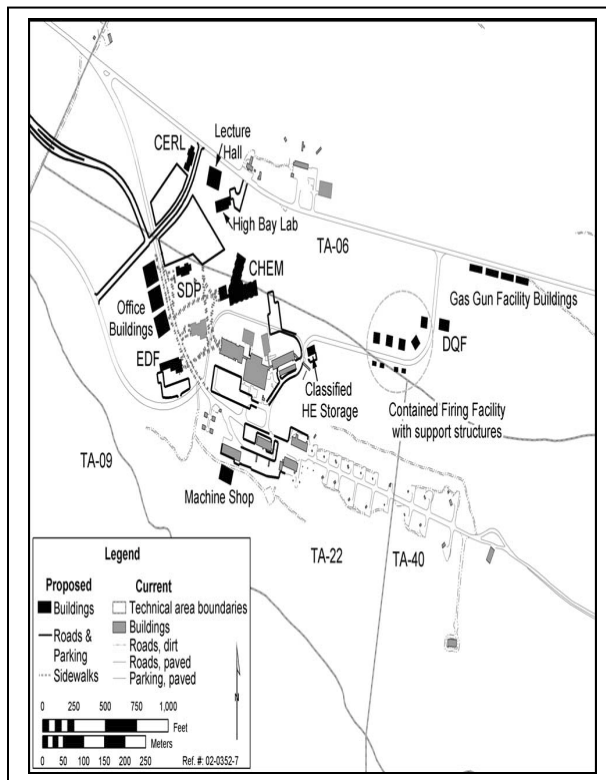 CERL
Lecture
Hall
High Bay Lab
TA-06
CHEM
SDP
Gas Gun Facility Buildings
Office
Buildings
DQF
EDF
Classified
HE Storage
Contained Firing Facility
with support structures
TA-09
Machine Shop
TA-22
TA-40
Legend
Proposed
Buildings
Roads &
Parking
Sidewalks
Current
Technical area boundaries
Buildings
Roads, dirt
Roads, paved
Parking, paved
N
0 250 500 750 1,000
Feet
Meters
0 50 100 150 200 250
Ref. #: 02-0352-7